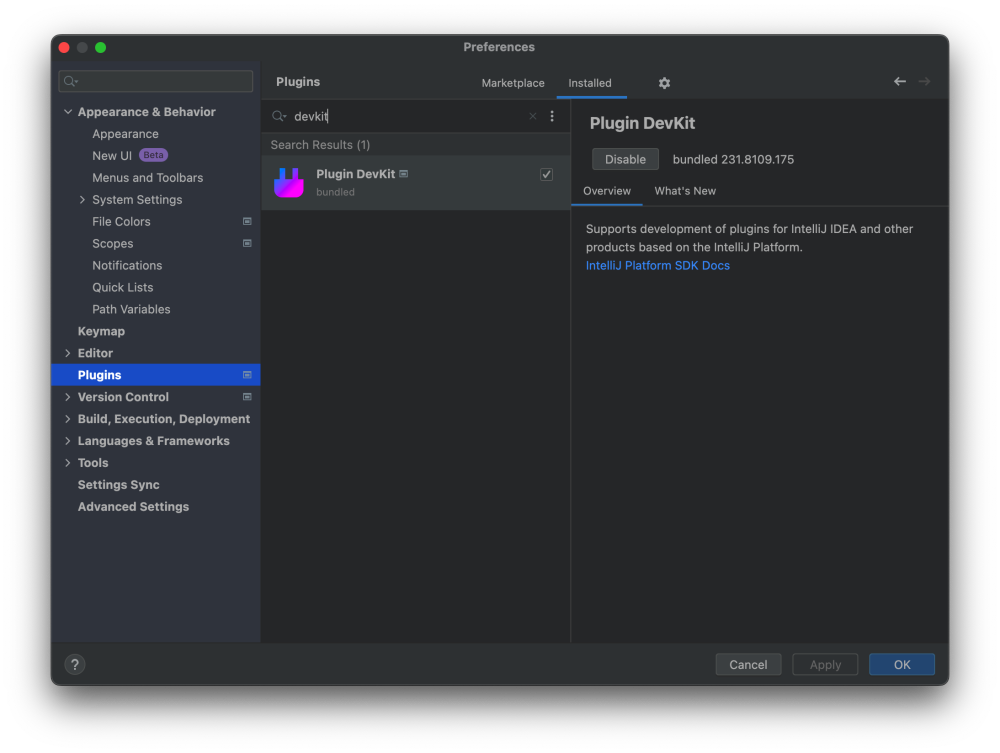 Preferences
Appearance & Behavior
Appearance
New UI Beta
Menus and Toolbars
System Settings
File Colors
Scopes
Notifications
Quick Lists
Path Variables
Keymap
Editor
Plugins
Version Control
Build, Execution, Deployment
Languages & Frameworks
Tools
Settings Sync
Advanced Settings
Plugins
Marketplace
Installed
devkit
Search Results (1)
Plugin DevKit
bundled
Plugin DevKit
Disable
bundled 231.8109.175
Overview
What's New
Supports development of plugins for IntelliJ IDEA and other
products based on the IntelliJ Platform.
IntelliJ Platform SDK Docs
?
Cancel
Apply
OK